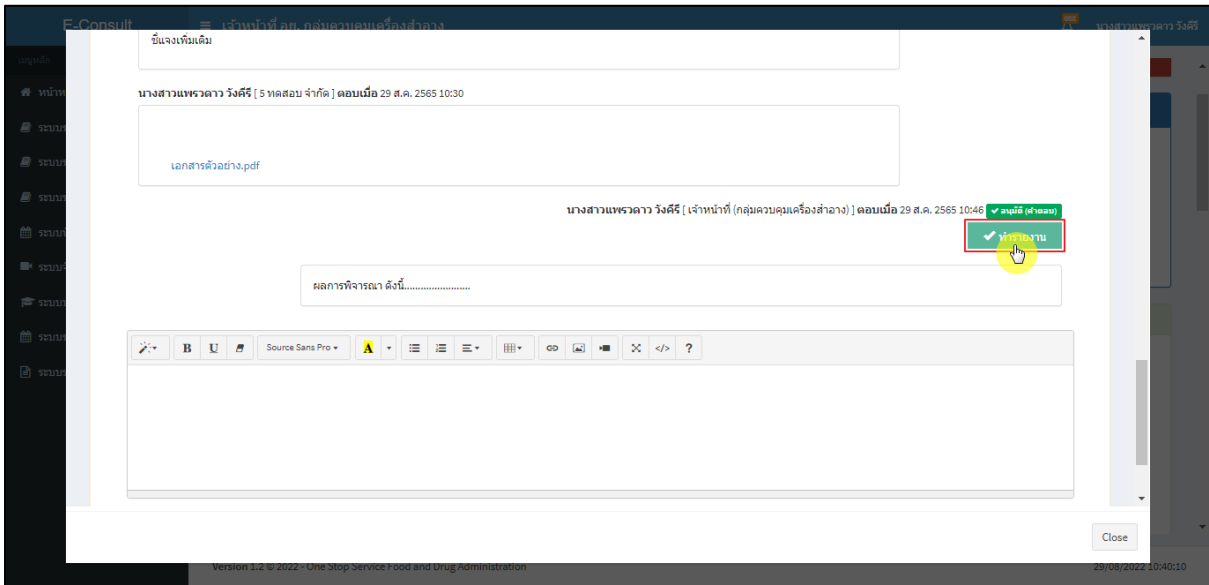 E-Consult
เจ้าหน้าที่ อย. กลุ่มควบคุมเครื่องสำอาง
นางสาวแพรวดาว วังคีรี
เมนูหลัก
ชี้แจงเพิ่มเติม
นางสาวแพรวดาว วังคีรี [ 5 ทดสอบ จำกัด ] ตอบเมื่อ 29 ส.ค. 2565 10:30
เอกสารตัวอย่าง.pdf
นางสาวแพรวดาว วังคีรี [ เจ้าหน้าที่ (กลุ่มควบคุมเครื่องสำอาง) ] ตอบเมื่อ 29 ส.ค. 2565 10:46 อนุมัติ (คำตอบ)
ทำรายงาน
ผลการพิจารณา ดังนี้........................
B U Source Sans Pro A </> ?
Close
Version 1.2 © 2022 - One Stop Service Food and Drug Administration
29/08/2022 10:40:10